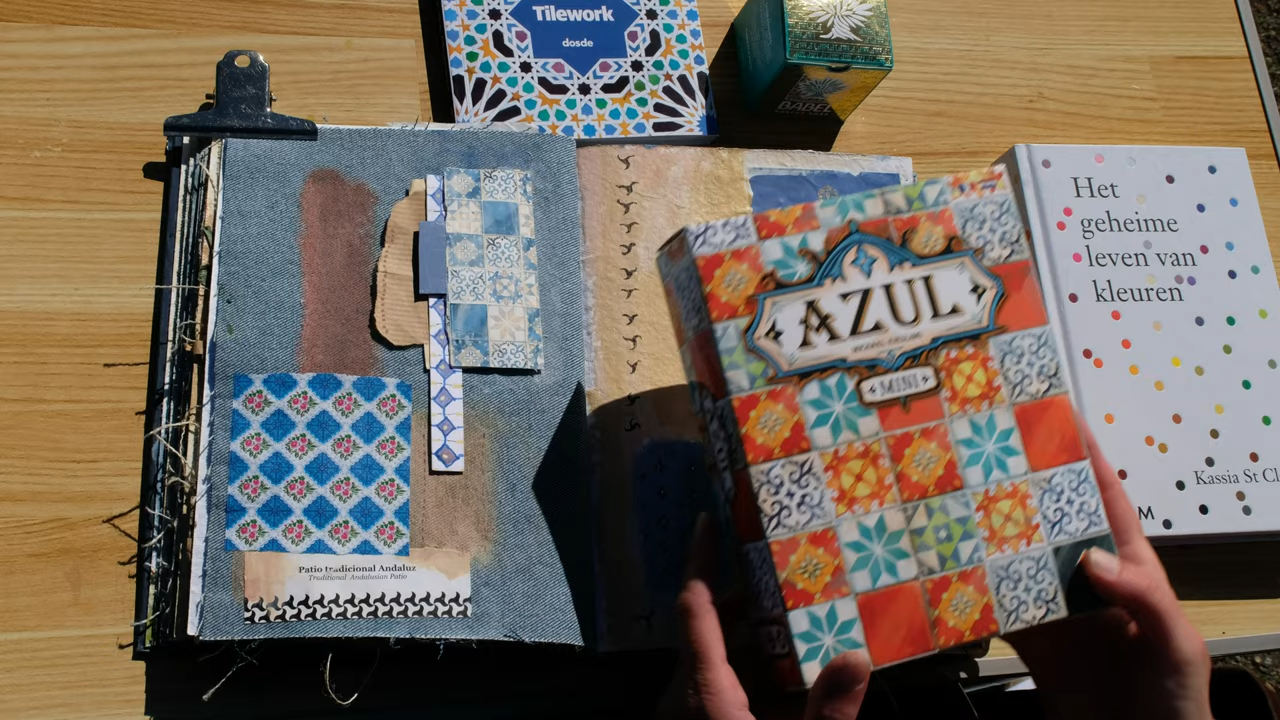 Tilework
dosde
BABEL
AZUL
MINI
Het
geheime
leven van
kleuren
Kassia St Cl
M
Patio tradicional Andaluz
Traditional Andalusian Patio